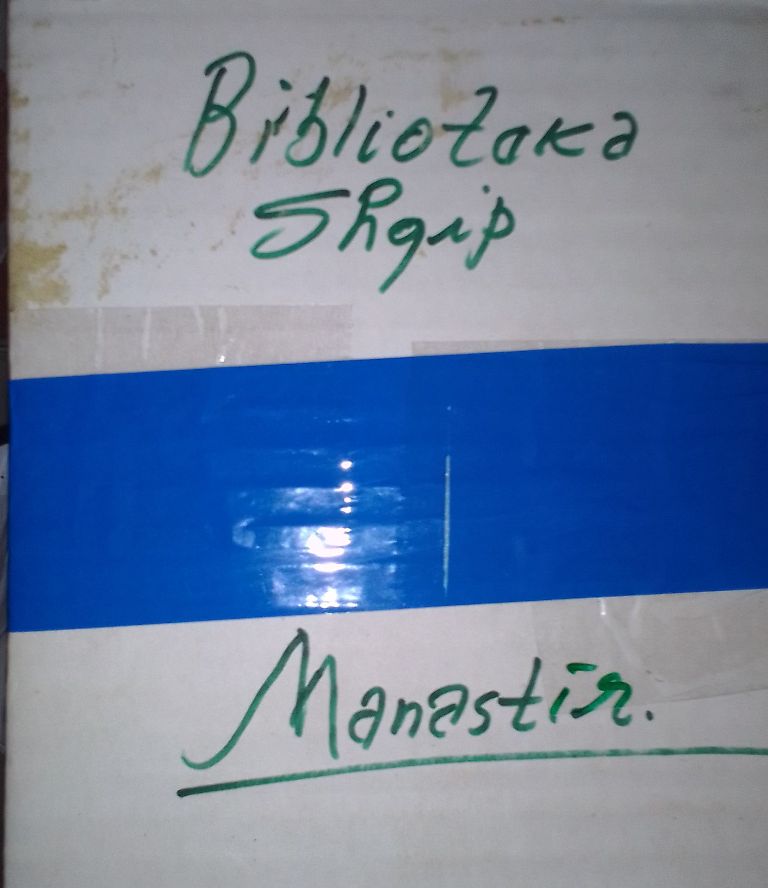 Bibliotaka
Shqip
Manastir.